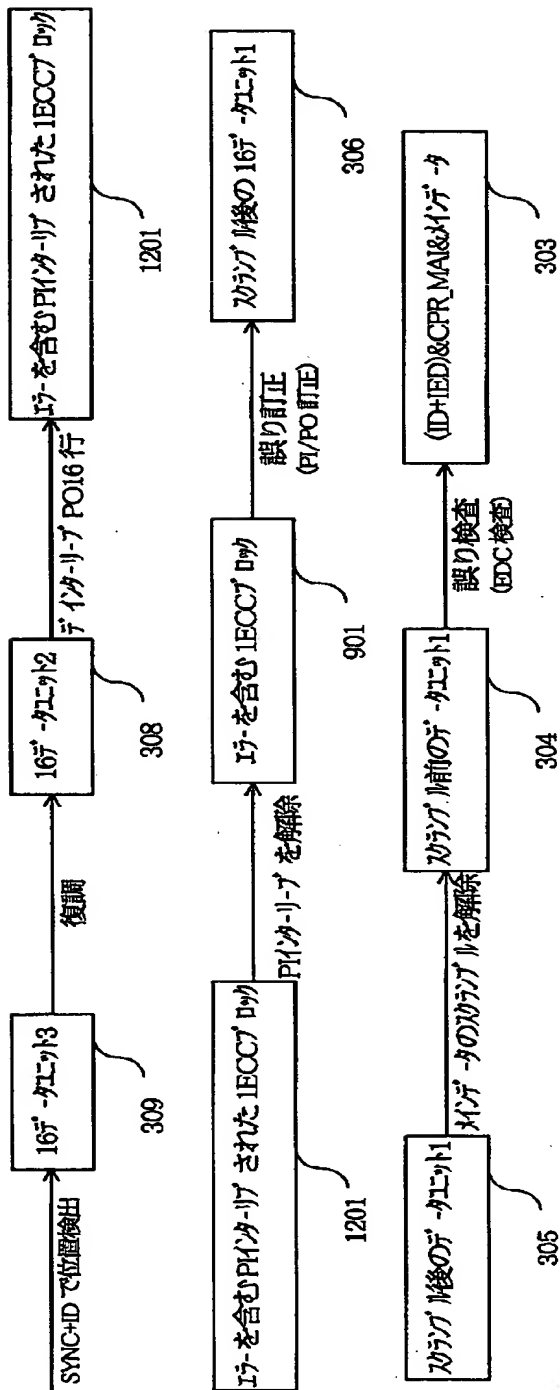 SYNC+IDで位置検出
16データユニット3
309
復調
16データユニット2
308
デインターリーブPO16行
エラーを含むPIインターリーブされた1ECCブロック
1201
エラーを含むPIインターリーブされた1ECCブロック
1201
PIインターリーブを解除
エラーを含む1ECCブロック
901
誤り訂正
(PI/PO訂正)
スクランブル後の16データユニット1
306
スクランブル後のデータユニット1
305
メインデータのスクランブルを解除
スクランブル前のデータユニット1
304
誤り検査
(EDC検査)
(ID+IED)&CPR_MAI&メインデータ
303